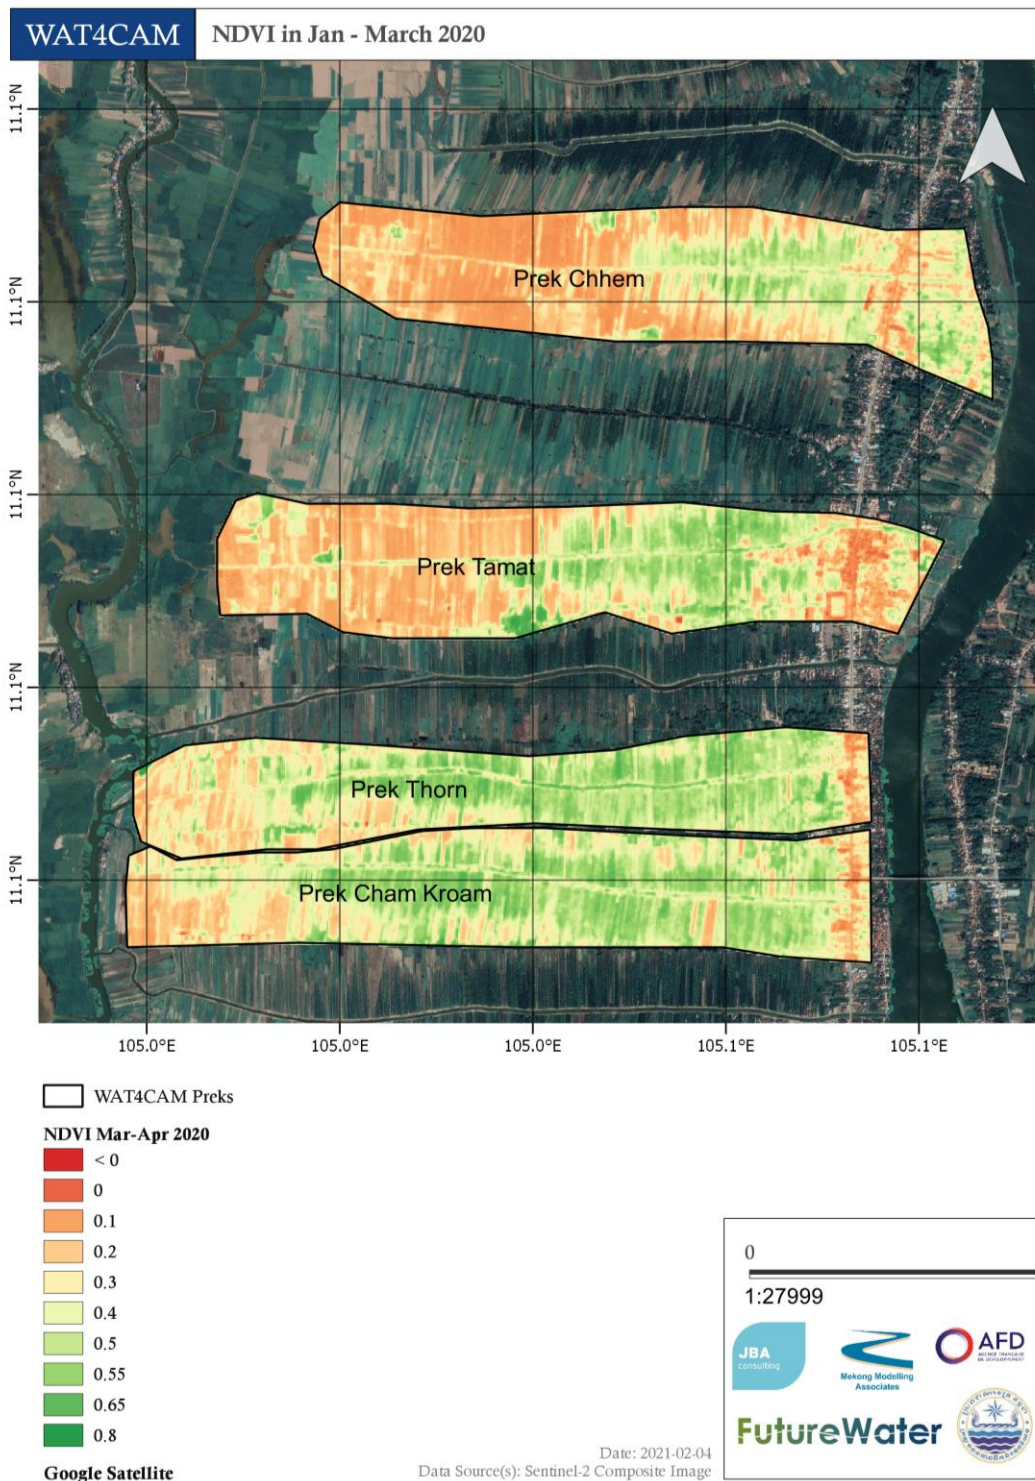 WAT4CAM
NDVI in Jan - March 2020
11.1°N
11.1°N
11.1°N
11.1°N
11.1°N
Prek Chhem
Prek Tamat
Prek Thorn
Prek Cham Kroam
105.0°E
105.0°E
105.0°E
105.1°E
105.1°E
WAT4CAM Preks
NDVI Mar-Apr 2020
< 0
0
0.1
0.2
0.3
0.4
0.5
0.55
0.65
0.8
Google Satellite
0
1:27999
JBA
consulting
Mekong Modelling
Associates
AFD
AGENCE FRANÇAISE
DE DÉVELOPPEMENT
FutureWater
Date: 2021-02-04
Data Source(s): Sentinel-2 Composite Image